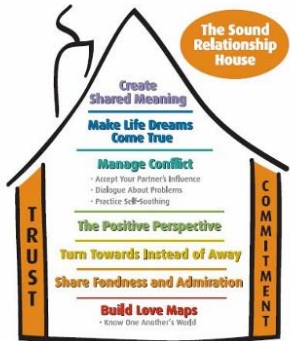 The Sound
Relationship
House
Create
Shared Meaning
Make Life Dreams
Come True
Manage Conflict
· Accept Your Partner's Influence
· Dialogue About Problems
· Practice Self-Soothing
The Positive Perspective
Turn Towards Instead of Away
Share Fondness and Admiration
Build Love Maps
· Know One Another's World
TRUST
COMMITMENT